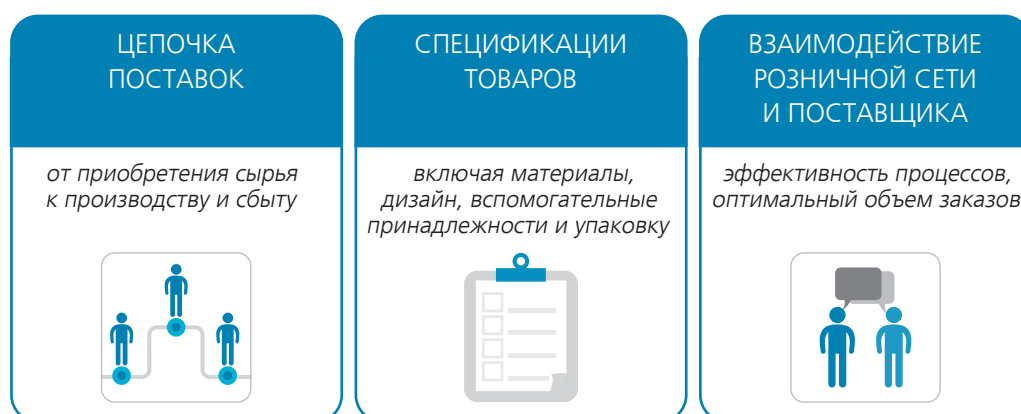 ЦЕПОЧКА
ПОСТАВОК
от приобретения сырья
к производству и сбыту
СПЕЦИФИКАЦИИ
ТОВАРОВ
включая материалы,
дизайн, вспомогательные
принадлежности и упаковку
ВЗАИМОДЕЙСТВИЕ
РОЗНИЧНОЙ СЕТИ
И ПОСТАВЩИКА
эффективность процессов,
оптимальный объем заказов